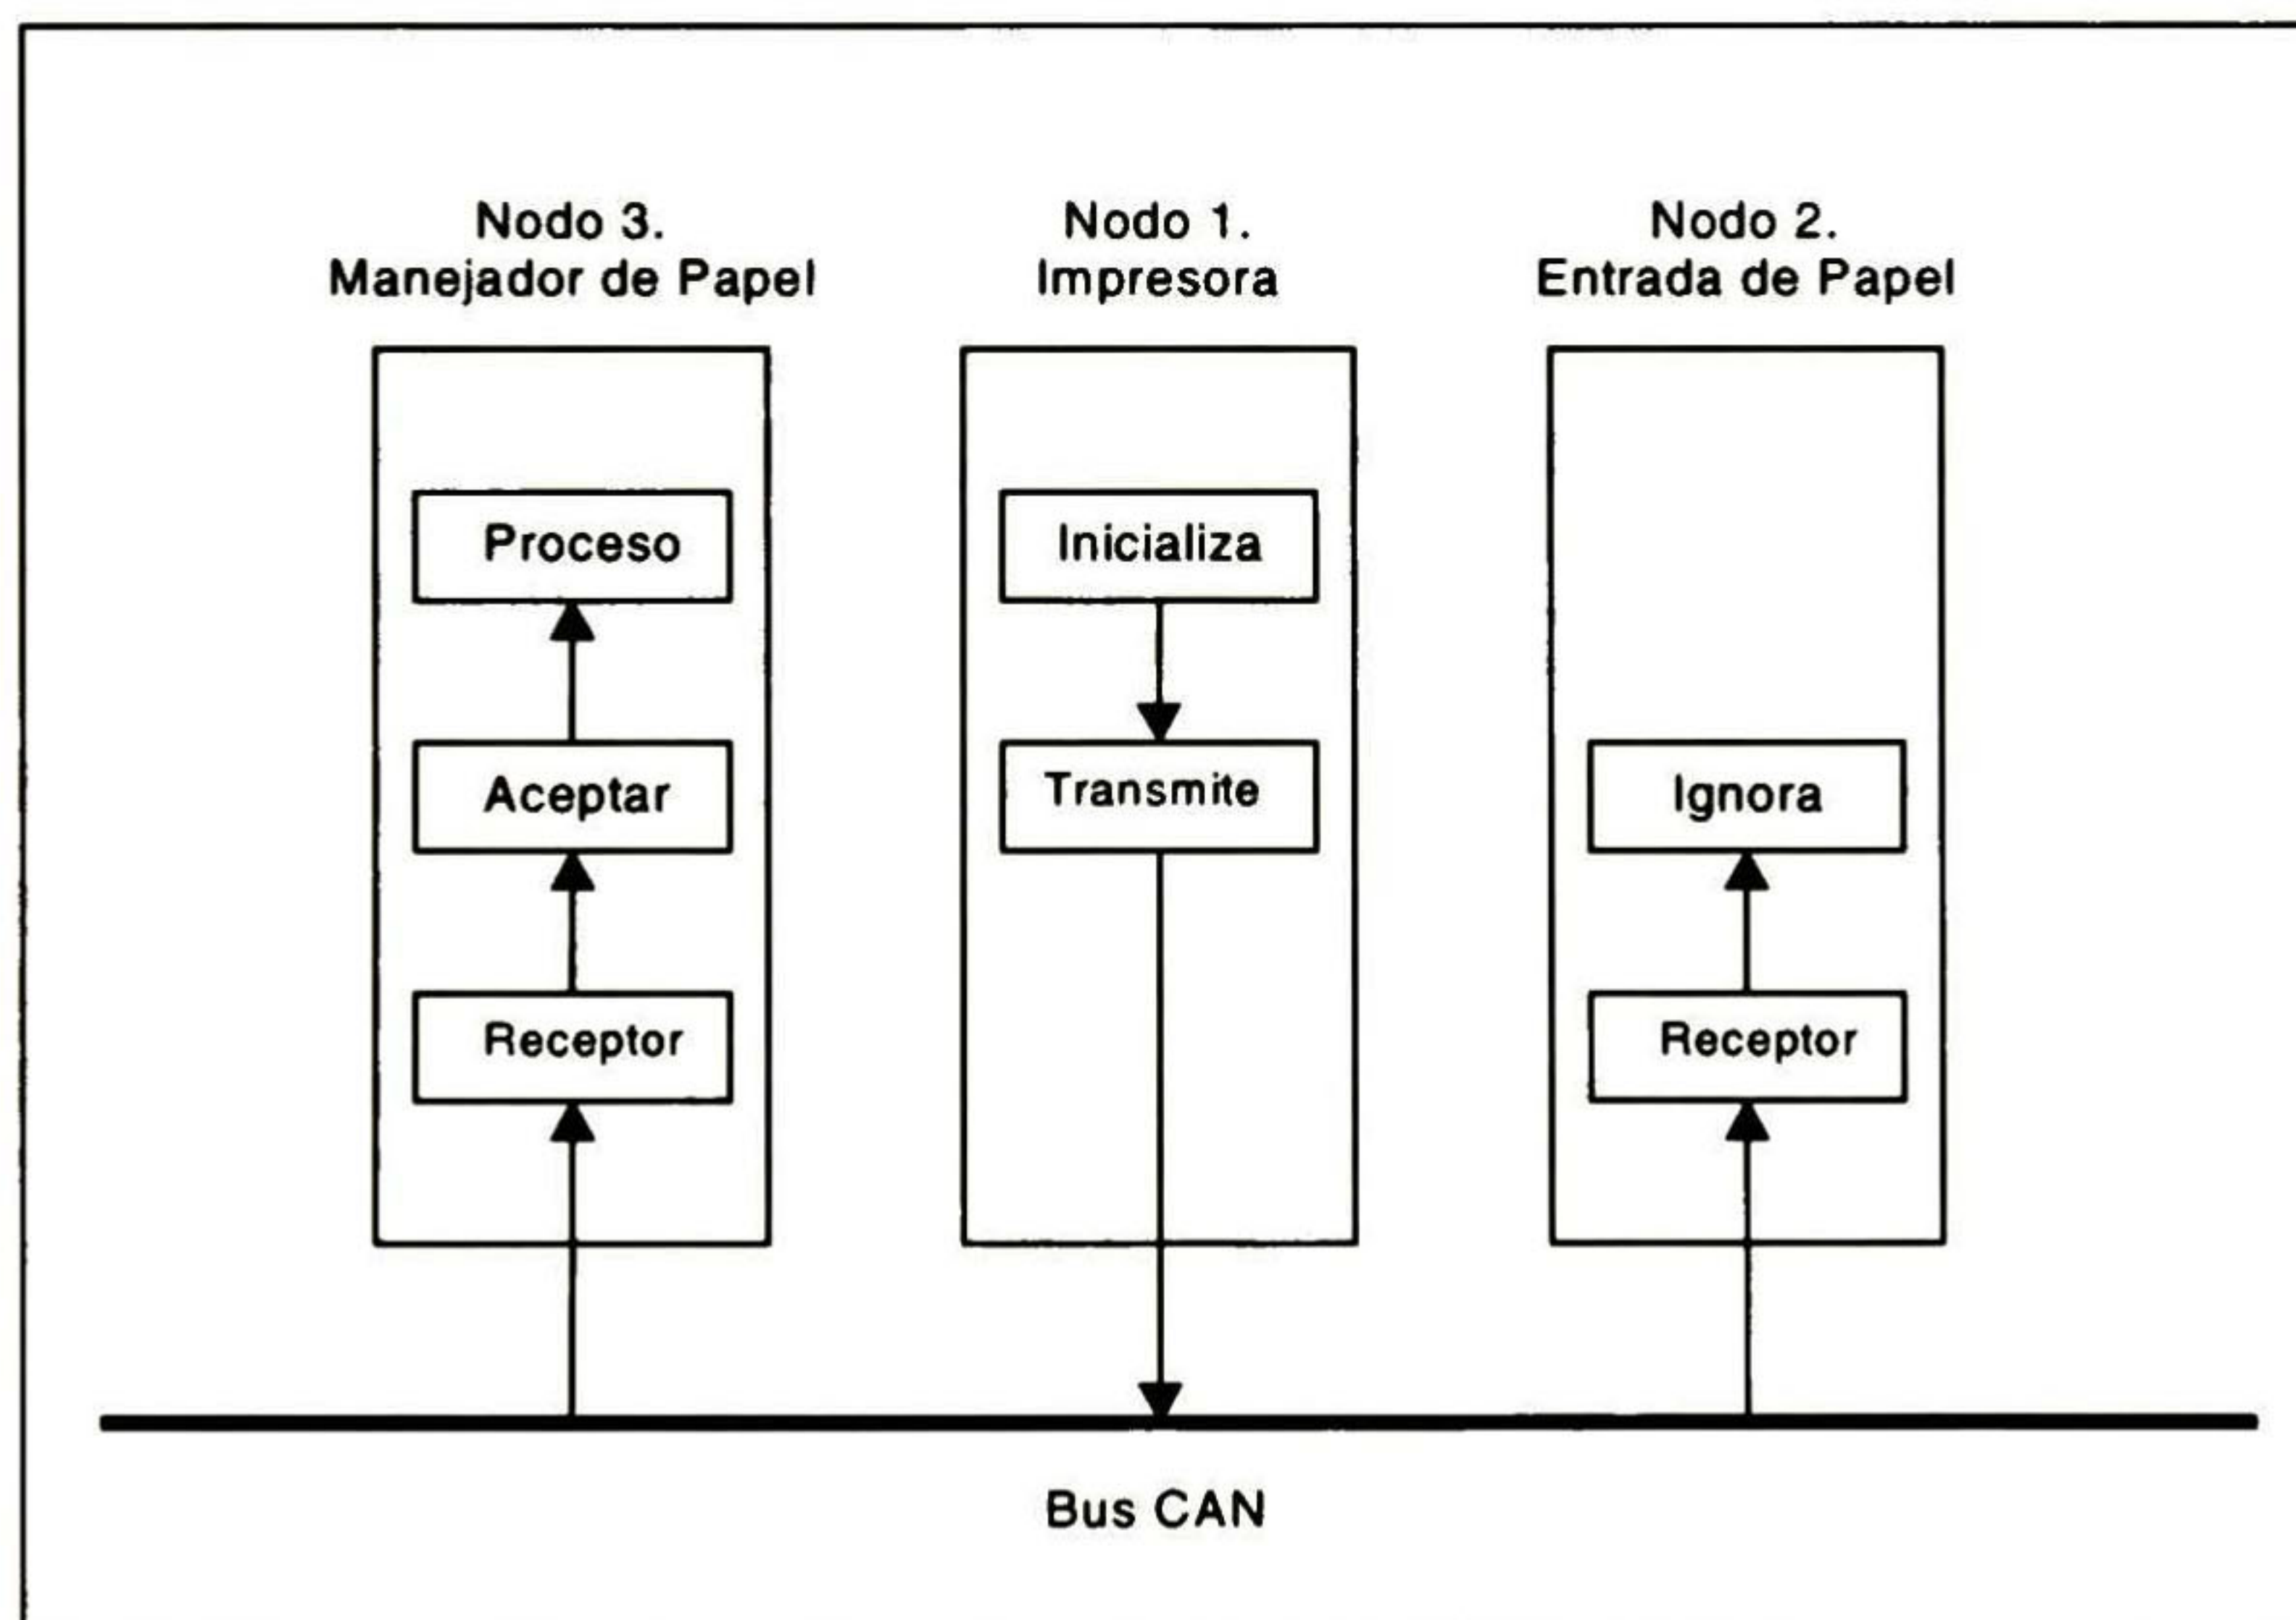 Nodo 3.
Manejador de Papel
Proceso
Aceptar
Receptor
Nodo 1.
Impresora
Inicializa
Transmite
Nodo 2.
Entrada de Papel
Ignora
Receptor
Bus CAN